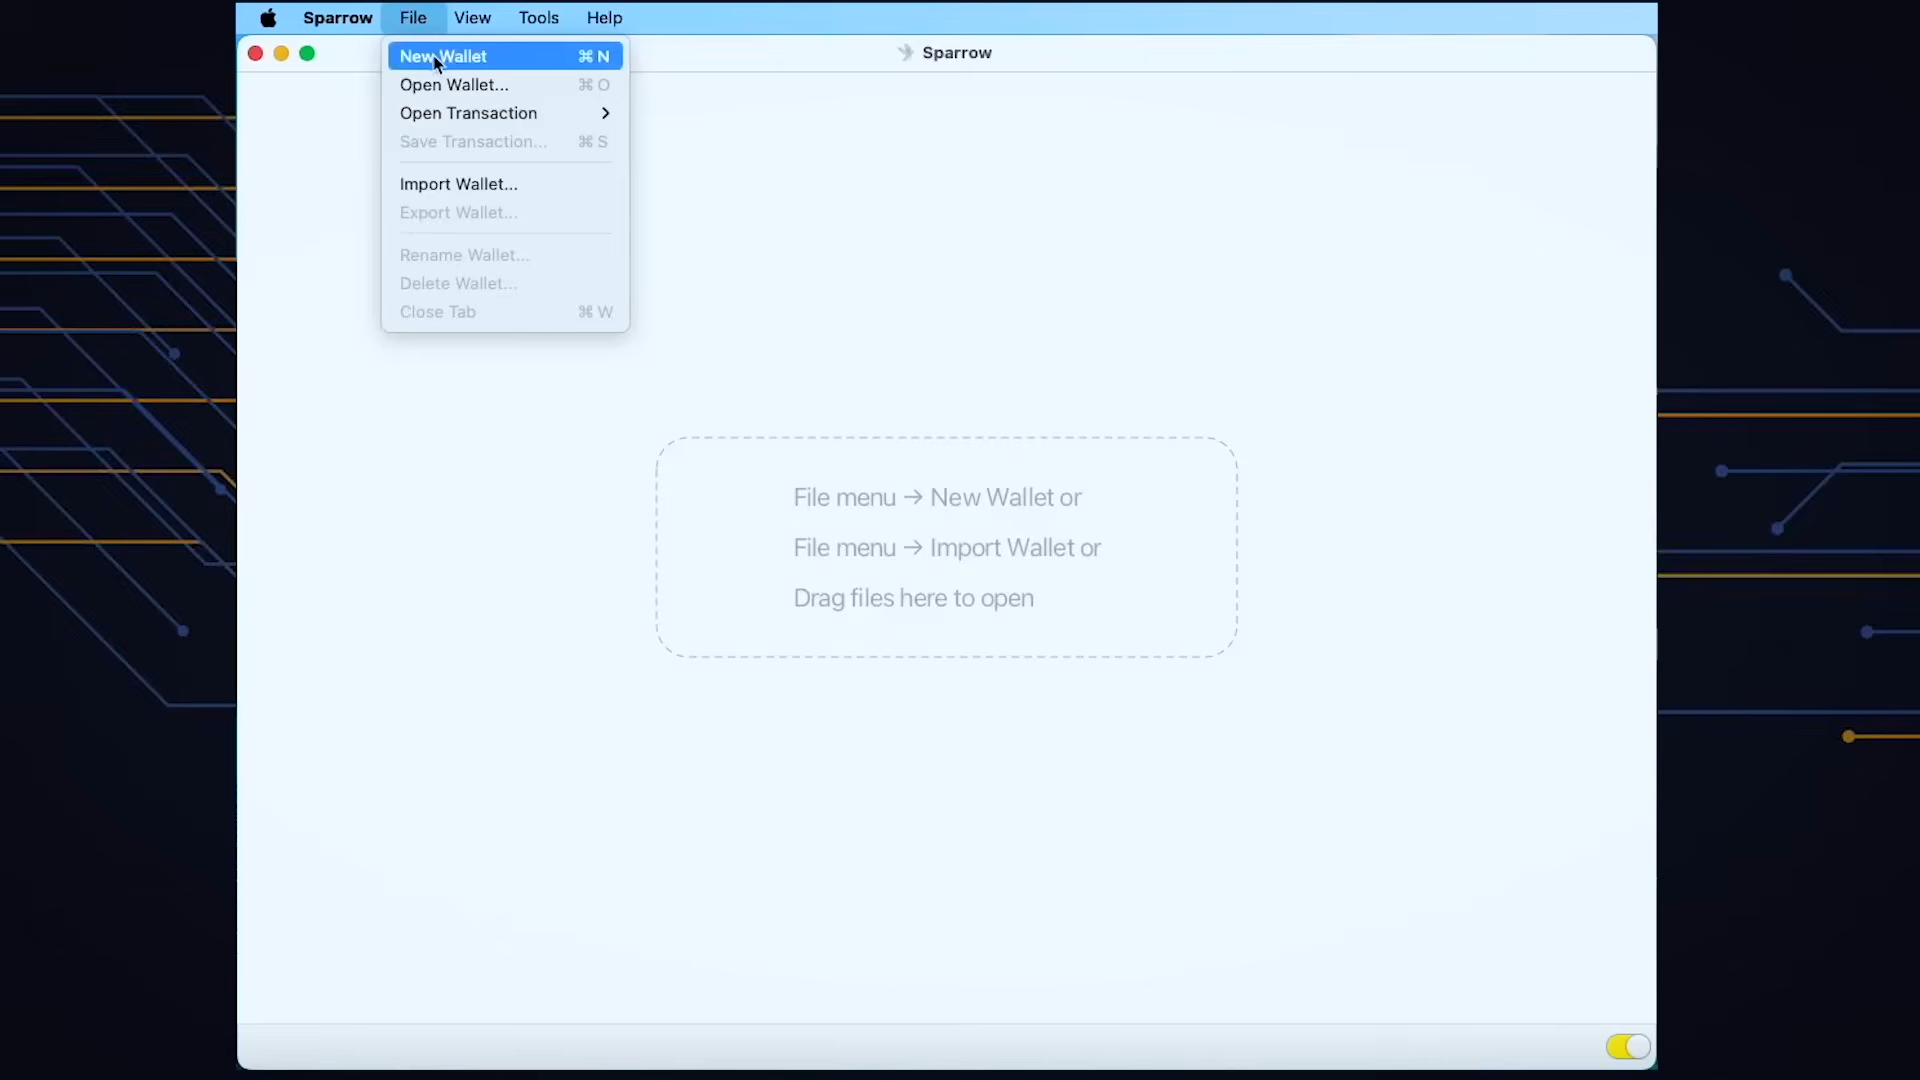 Sparrow File View Tools Help
Sparrow
New Wallet ⌘ N
Open Wallet... ⌘ O
Open Transaction
Save Transaction... ⌘ S
Import Wallet...
Export Wallet...
Rename Wallet...
Delete Wallet...
Close Tab ⌘ W
File menu → New Wallet or
File menu → Import Wallet or
Drag files here to open